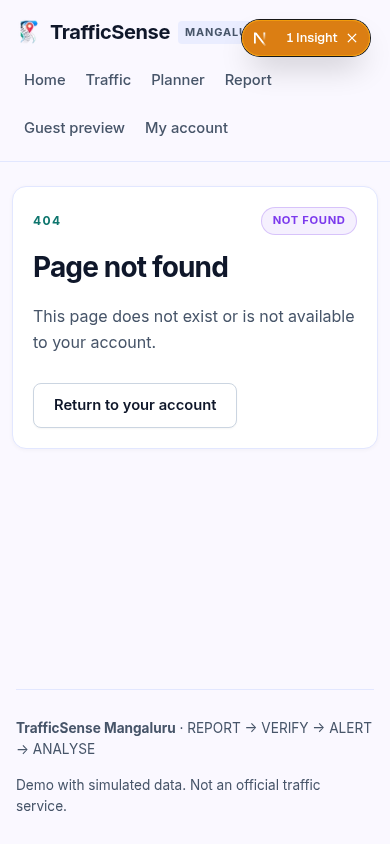 TrafficSense
1 Insight
Home Traffic Planner Report
Guest preview My account
404 NOT FOUND
Page not found
This page does not exist or is not available
to your account.
Return to your account
TrafficSense Mangaluru · REPORT → VERIFY → ALERT
→ ANALYSE
Demo with simulated data. Not an official traffic
service.